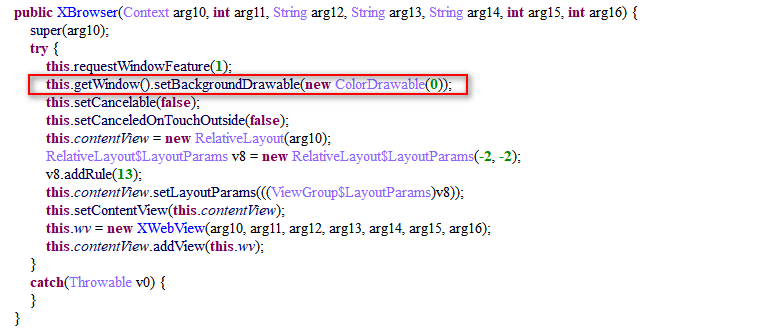 public XBrowser(Context arg10, int arg11, String arg12, String arg13, String arg14, int arg15, int arg16) {
super(arg10);
try {
this.requestWindowFeature(1);
this.getWindow().setBackgroundDrawable(new ColorDrawable(0));
this.setCancelable(false);
this.setCanceledOnTouchOutside(false);
this.contentView = new RelativeLayout(arg10);
RelativeLayout$LayoutParams v8 = new RelativeLayout$LayoutParams(-2, -2);
v8.addRule(13);
this.contentView.setLayoutParams(((ViewGroup$LayoutParams)v8));
this.setContentView(this.contentView);
this.wv = new XWebView(arg10, arg11, arg12, arg13, arg14, arg15, arg16);
this.contentView.addView(this.wv);
}
catch(Throwable v0) {
}
}